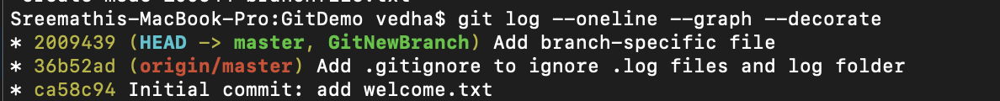 Sreemathis-MacBook-Pro:GitDemo vedha$ git log --oneline --graph --decorate
* 2009439 (HEAD -> master, GitNewBranch) Add branch-specific file
* 36b52ad (origin/master) Add .gitignore to ignore .log files and log folder
* ca58c94 Initial commit: add welcome.txt